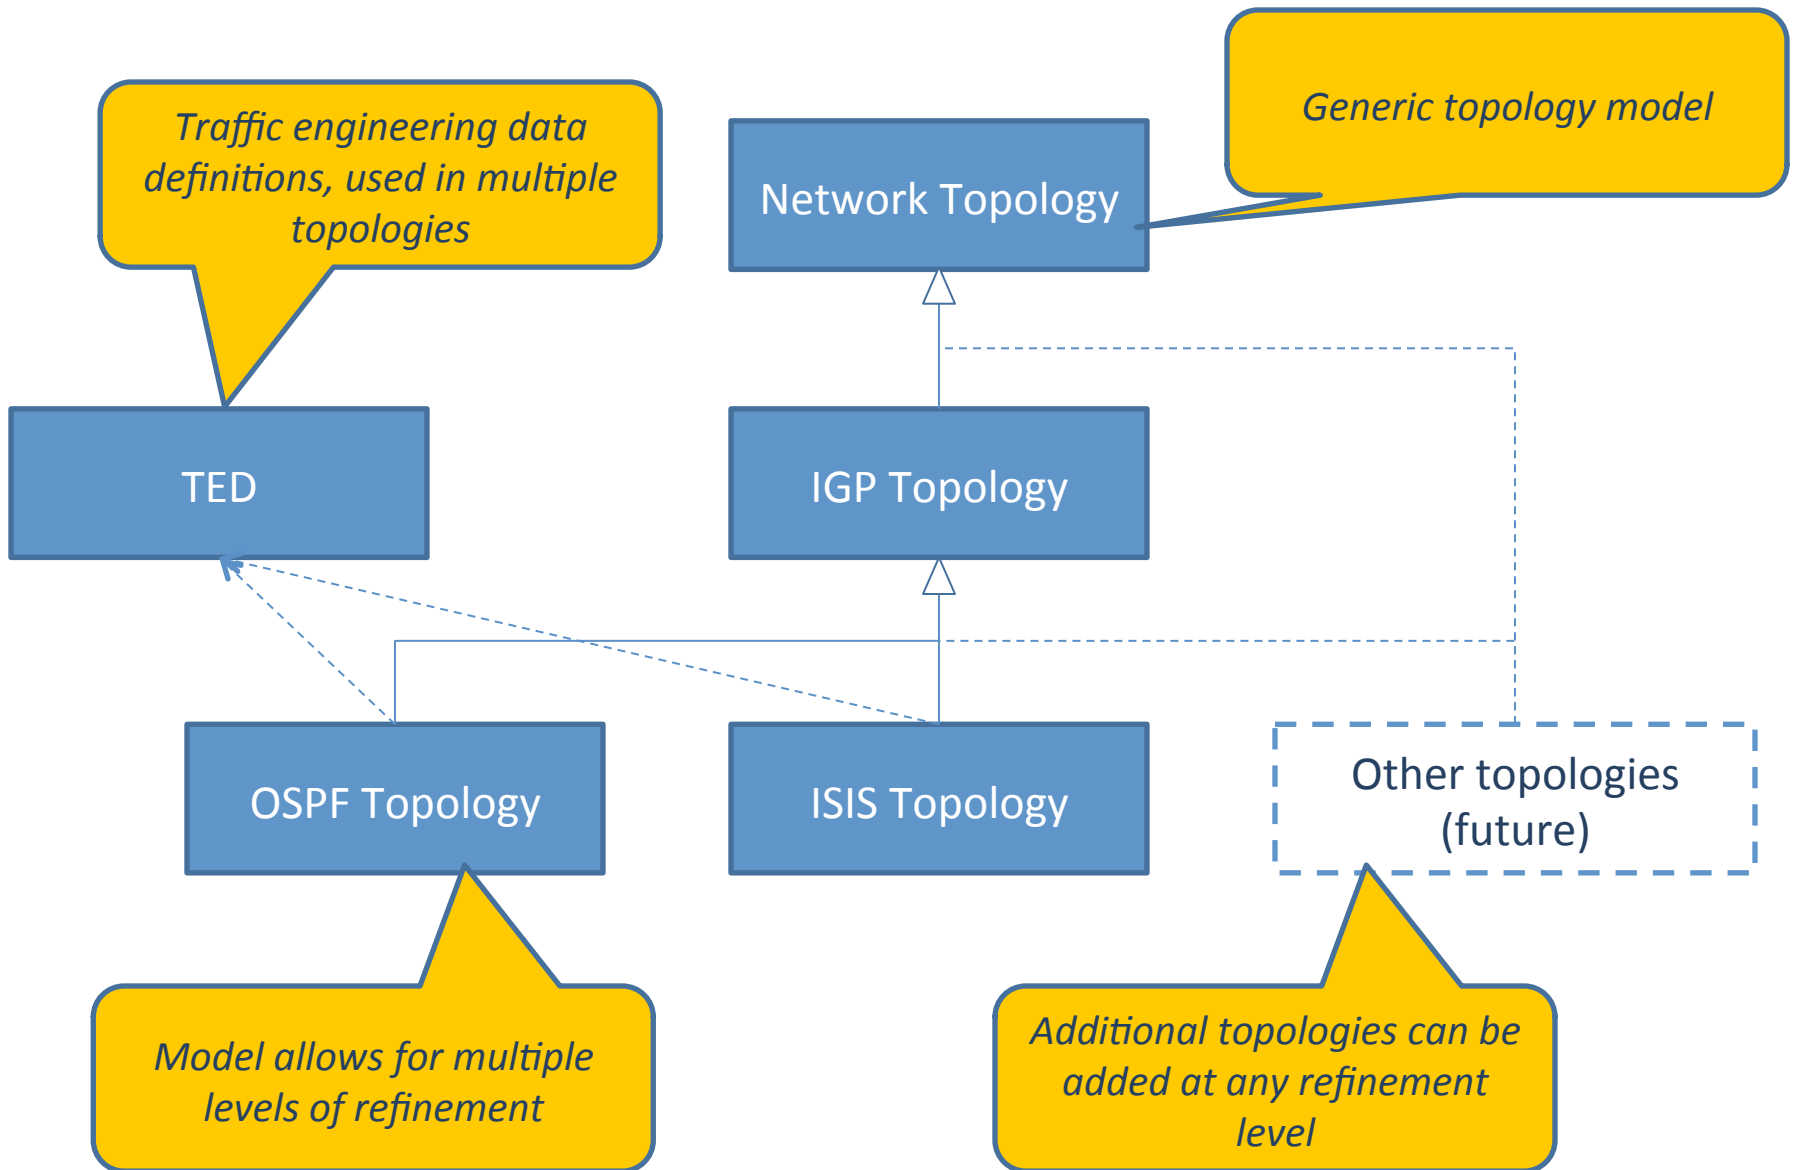 Generic topology model
Traffic engineering data
definitions, used in multiple
topologies
Network Topology
TED
IGP Topology
OSPF Topology
ISIS Topology
Other topologies
(future)
Model allows for multiple
levels of refinement
Additional topologies can be
added at any refinement
level